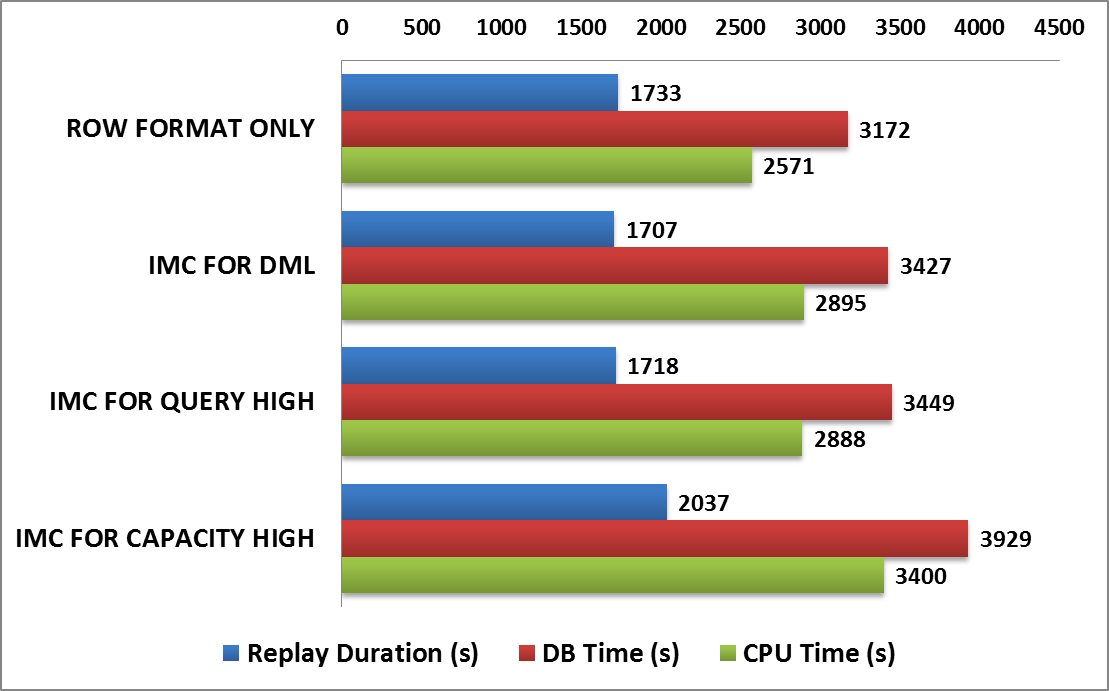 0 500 1000 1500 2000 2500 3000 3500 4000 4500
ROW FORMAT ONLY
1733
3172
2571
IMC FOR DML
1707
3427
2895
IMC FOR QUERY HIGH
1718
3449
2888
IMC FOR CAPACITY HIGH
2037
3929
3400
Replay Duration (s) DB Time (s) CPU Time (s)